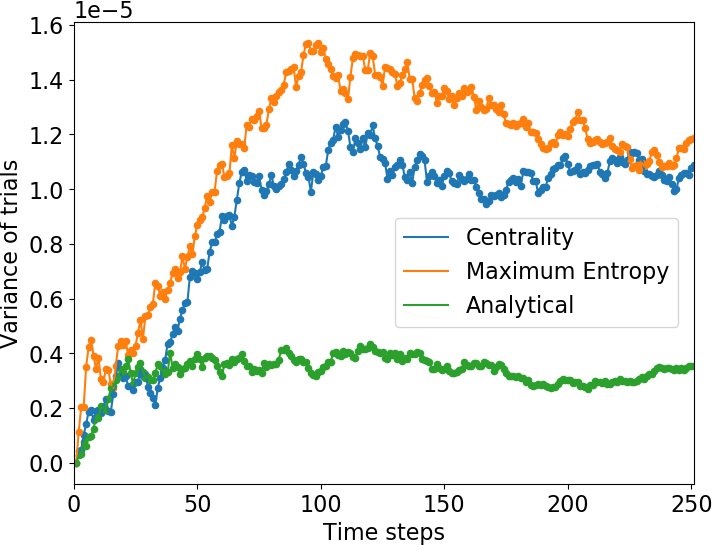 1e−5
1.6
1.4
1.2
1.0
0.8
0.6
0.4
0.2
0.0
Variance of trials
Centrality
Maximum Entropy
Analytical
0 50 100 150 200 250
Time steps